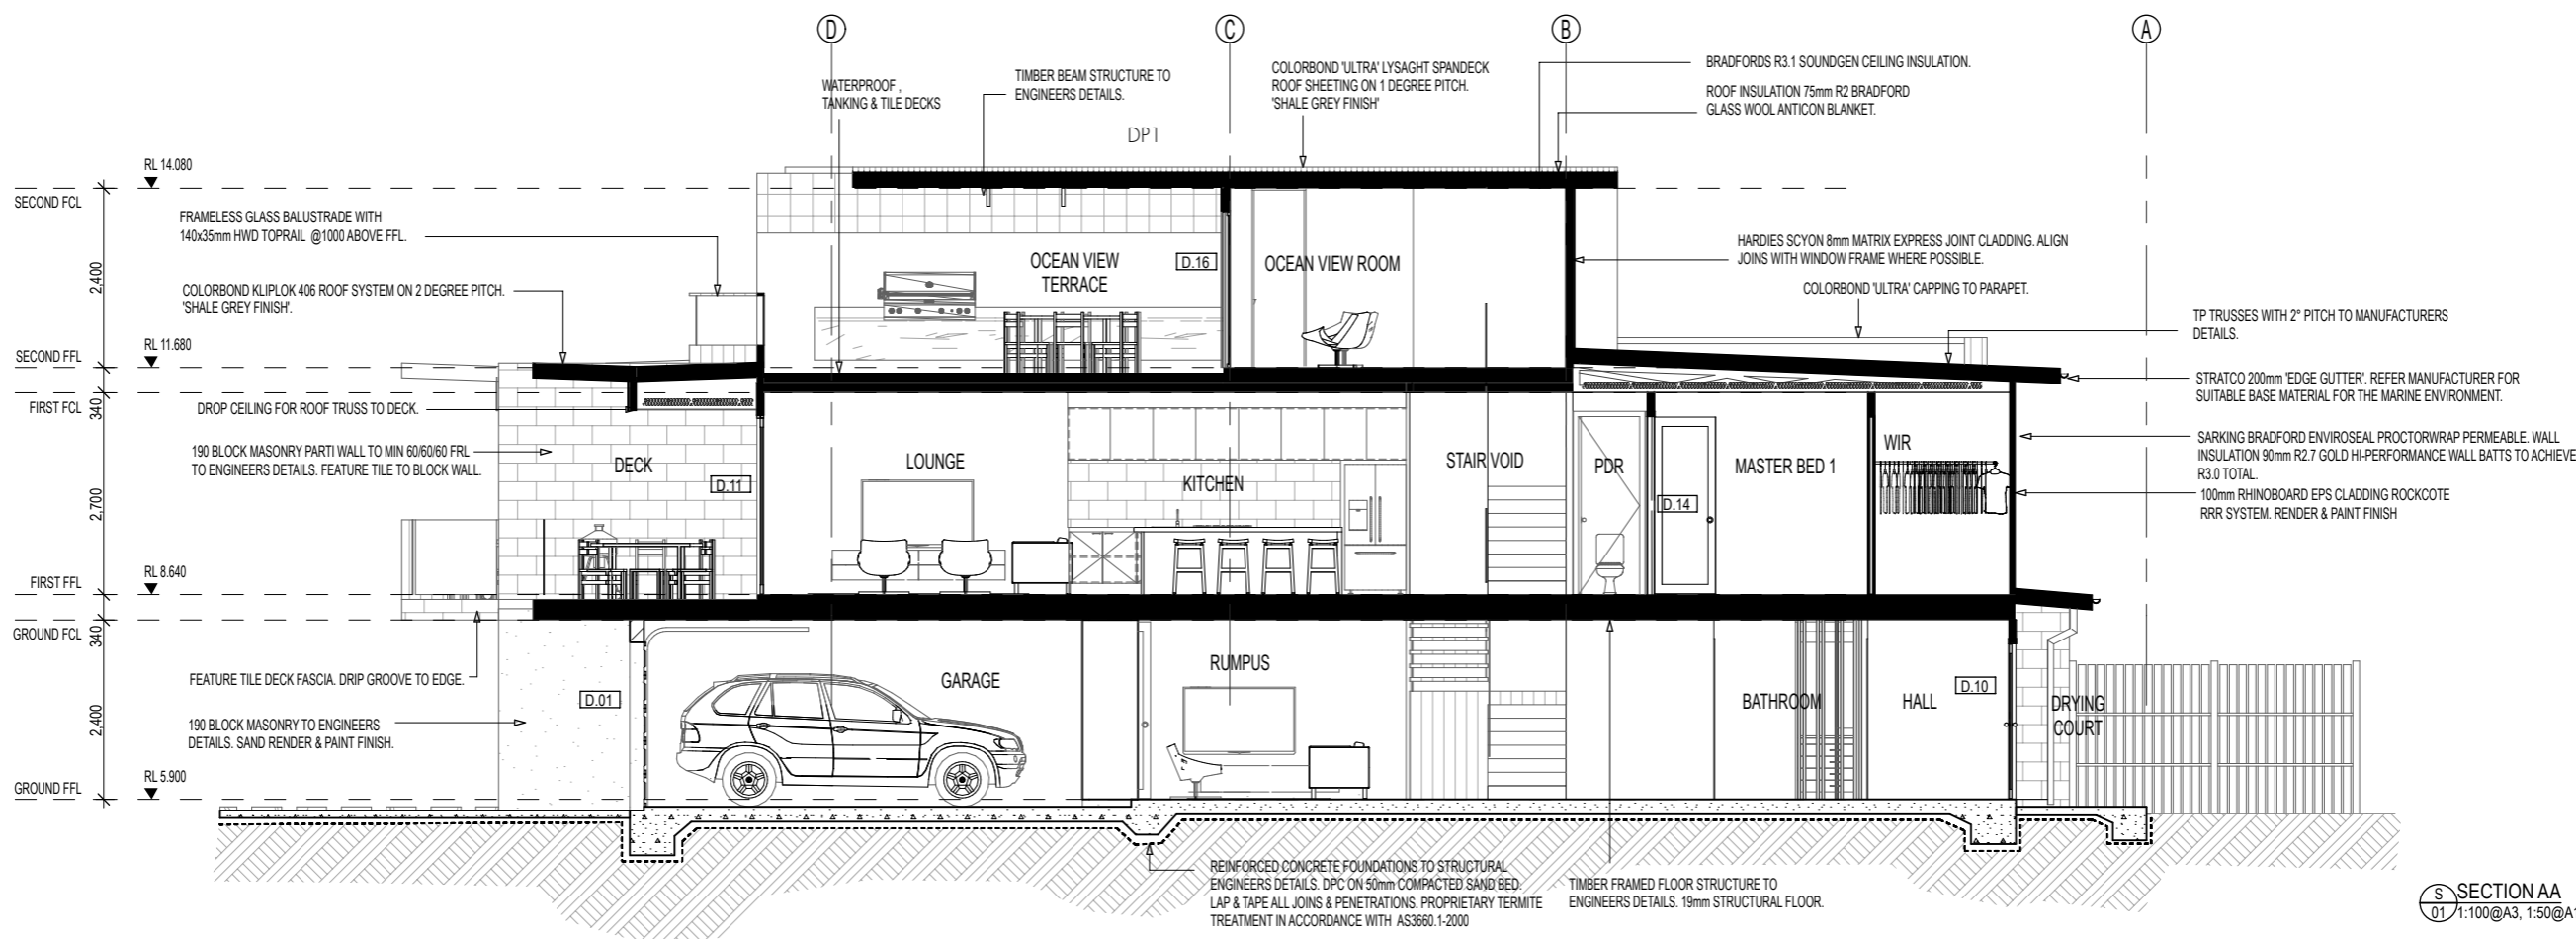 D
C
B
A
WATERPROOF ,
TANKING & TILE DECKS
TIMBER BEAM STRUCTURE TO
ENGINEERS DETAILS.
COLORBOND 'ULTRA' LYSAGHT SPANDECK
ROOF SHEETING ON 1 DEGREE PITCH.
'SHALE GREY FINISH'
BRADFORDS R3.1 SOUNDGEN CEILING INSULATION.
ROOF INSULATION 75mm R2 BRADFORD
GLASS WOOL ANTICON BLANKET.
DP1
RL 14.080
SECOND FCL
FRAMELESS GLASS BALUSTRADE WITH
140x35mm HWD TOPRAIL @1000 ABOVE FFL.
2,400
COLORBOND KLIPLOK 406 ROOF SYSTEM ON 2 DEGREE PITCH.
'SHALE GREY FINISH'.
OCEAN VIEW
TERRACE
D.16
OCEAN VIEW ROOM
HARDIES SCYON 8mm MATRIX EXPRESS JOINT CLADDING. ALIGN
JOINS WITH WINDOW FRAME WHERE POSSIBLE.
COLORBOND 'ULTRA' CAPPING TO PARAPET.
TP TRUSSES WITH 2° PITCH TO MANUFACTURERS
DETAILS.
RL 11.680
SECOND FFL
340
FIRST FCL
DROP CEILING FOR ROOF TRUSS TO DECK.
STRATCO 200mm 'EDGE GUTTER'. REFER MANUFACTURER FOR
SUITABLE BASE MATERIAL FOR THE MARINE ENVIRONMENT.
190 BLOCK MASONRY PARTI WALL TO MIN 60/60/60 FRL
TO ENGINEERS DETAILS. FEATURE TILE TO BLOCK WALL.
2,700
DECK
D.11
LOUNGE
KITCHEN
STAIR VOID
PDR
D.14
MASTER BED 1
WIR
SARKING BRADFORD ENVIROSEAL PROCTORWRAP PERMEABLE. WALL
INSULATION 90mm R2.7 GOLD HI-PERFORMANCE WALL BATTS TO ACHIEVE
R3.0 TOTAL.
100mm RHINOBOARD EPS CLADDING ROCKCOTE
RRR SYSTEM. RENDER & PAINT FINISH
RL 8.640
FIRST FFL
340
GROUND FCL
FEATURE TILE DECK FASCIA. DRIP GROOVE TO EDGE.
2,400
190 BLOCK MASONRY TO ENGINEERS
DETAILS. SAND RENDER & PAINT FINISH.
D.01
GARAGE
RUMPUS
BATHROOM
HALL
D.10
DRYING
COURT
RL 5.900
GROUND FFL
REINFORCED CONCRETE FOUNDATIONS TO STRUCTURAL
ENGINEERS DETAILS. DPC ON 50mm COMPACTED SAND BED.
LAP & TAPE ALL JOINS & PENETRATIONS. PROPRIETARY TERMITE
TREATMENT IN ACCORDANCE WITH AS3660.1-2000
TIMBER FRAMED FLOOR STRUCTURE TO
ENGINEERS DETAILS. 19mm STRUCTURAL FLOOR.
S
01
SECTION AA
1:100@A3, 1:50@A1